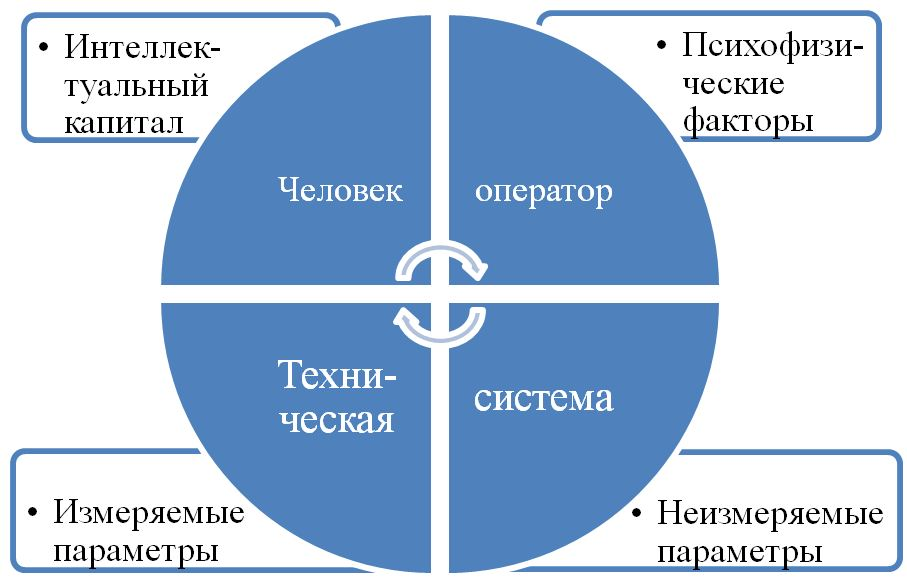 • Интеллек-
туальный
капитал
• Психофизи-
ческие
факторы
Человек
оператор
Техни-
ческая
система
• Измеряемые
параметры
• Неизмеряемые
параметры